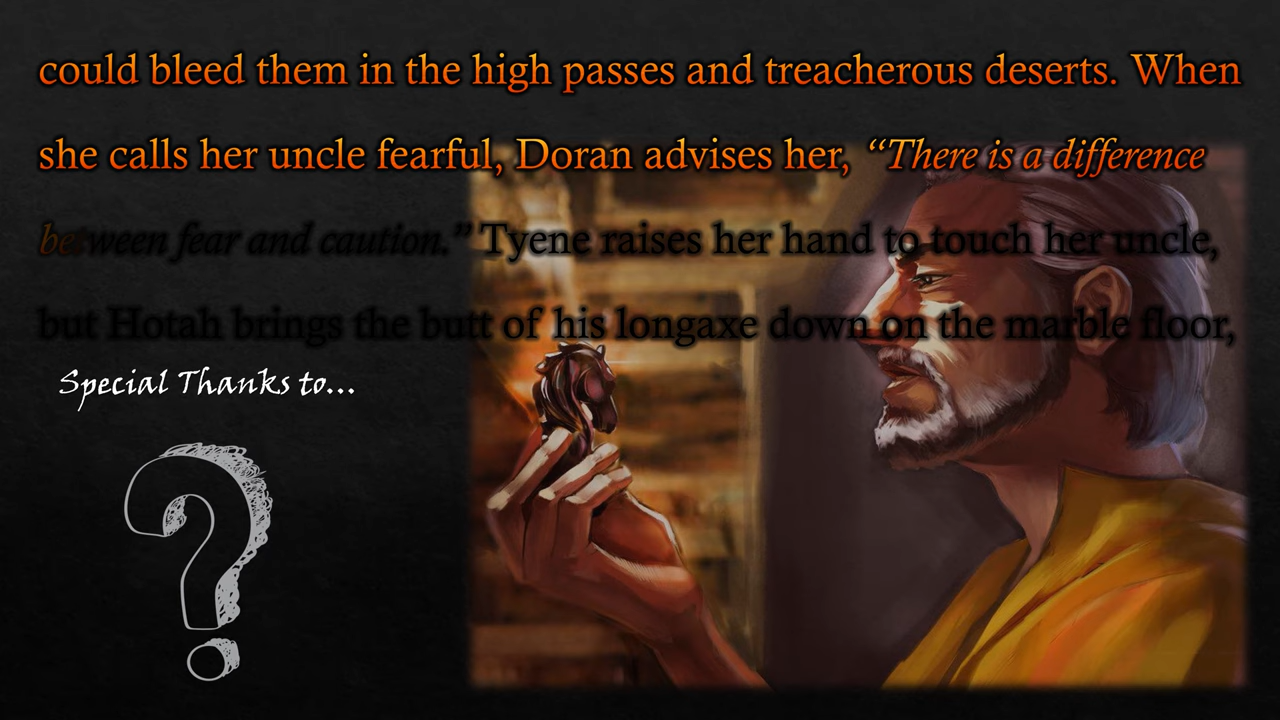 could bleed them in the high passes and treacherous deserts. When
she calls her uncle fearful, Doran advises her, “There is a difference
between fear and caution.” Tyene raises her hand to touch her uncle,
but Hotah brings the butt of his longaxe down on the marble floor,
Special Thanks to...
?